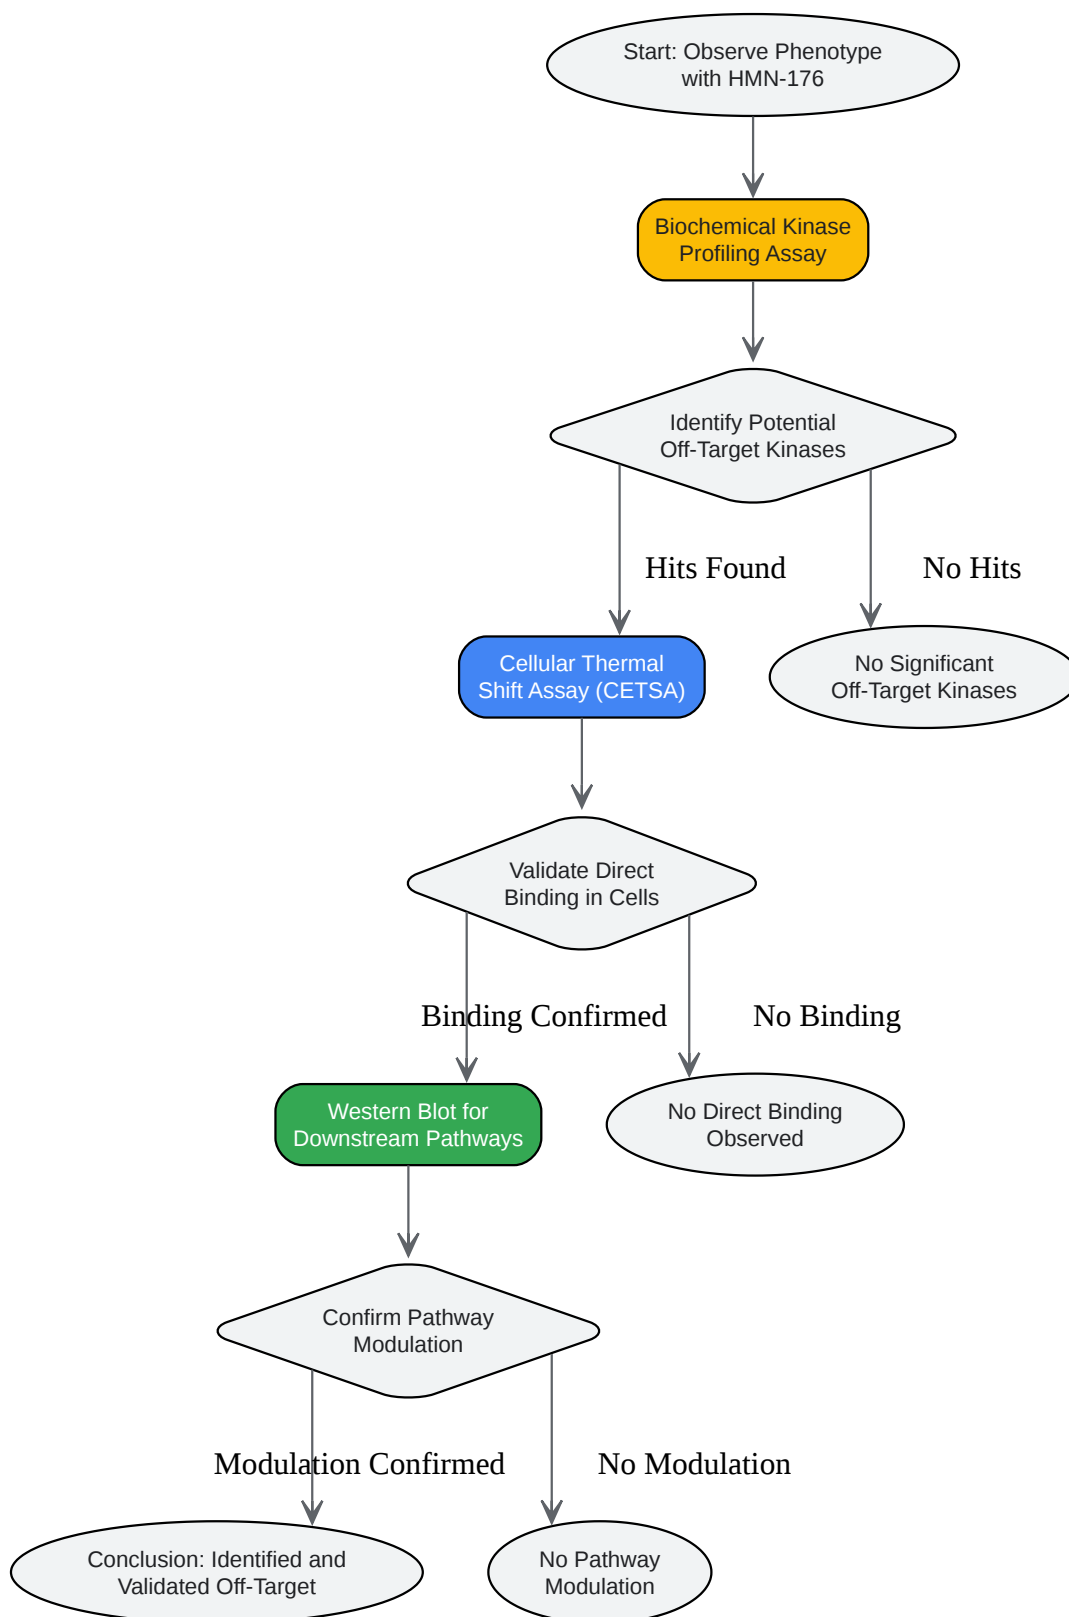 Start: Observe Phenotype
with HMN-176
Biochemical Kinase
Profiling Assay
Identify Potential
Off-Target Kinases
Hits Found
No Hits
Cellular Thermal
Shift Assay (CETSA)
No Significant
Off-Target Kinases
Validate Direct
Binding in Cells
Binding Confirmed
No Binding
Western Blot for
Downstream Pathways
No Direct Binding
Observed
Confirm Pathway
Modulation
Modulation Confirmed
No Modulation
Conclusion: Identified and
Validated Off-Target
No Pathway
Modulation